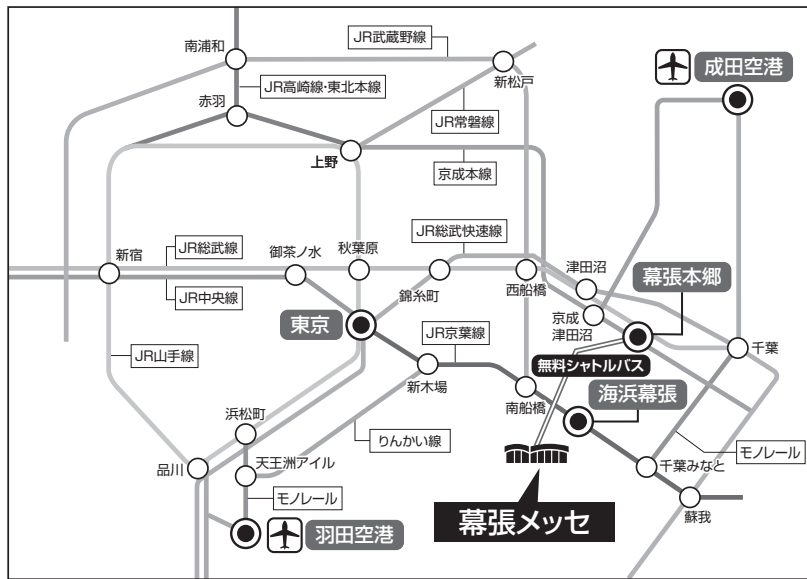 JR武蔵野線
南浦和
新松戸
成田空港
JR高崎線・東北本線
赤羽
JR常磐線
上野
京成本線
JR総武快速線
JR総武線
御茶ノ水
秋葉原
新宿
津田沼
幕張本郷
JR中央線
錦糸町
西船橋
京成
津田沼
東京
JR京葉線
千葉
JR山手線
無料シャトルバス
新木場
南船橋
海浜幕張
浜松町
りんかい線
モノレール
品川
天王洲アイル
千葉みなと
モノレール
蘇我
幕張メッセ
羽田空港